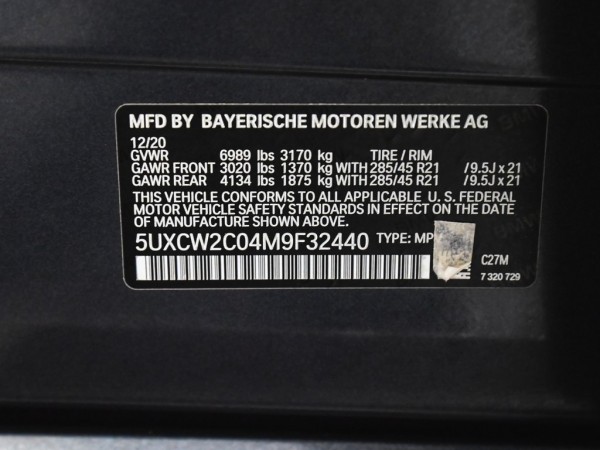 MFD BY BAYERISCHE MOTOREN WERKE AG
12/20
GVWR 6989 lbs 3170 kg TIRE / RIM
GAWR FRONT 3020 lbs 1370 kg WITH 285/45 R21 /9.5J x 21
GAWR REAR 4134 lbs 1875 kg WITH 285/45 R21 /9.5J x 21
THIS VEHICLE CONFORMS TO ALL APPLICABLE U. S. FEDERAL
MOTOR VEHICLE SAFETY STANDARDS IN EFFECT ON THE DATE
OF MANUFACTURE SHOWN ABOVE.
5UXCW2C04M9F32440 TYPE: MP
C27M
7 320 729